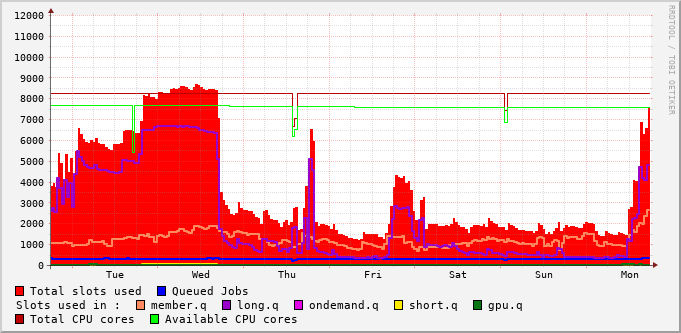 RRDTOOL / TOBI OETIKER
12000
11000
10000
9000
8000
7000
6000
5000
4000
3000
2000
1000
0
Tue Wed Thu Fri Sat Sun Mon
Total slots used Queued Jobs
Slots used in : member.q long.q ondemand.q short.q gpu.q
Total CPU cores Available CPU cores